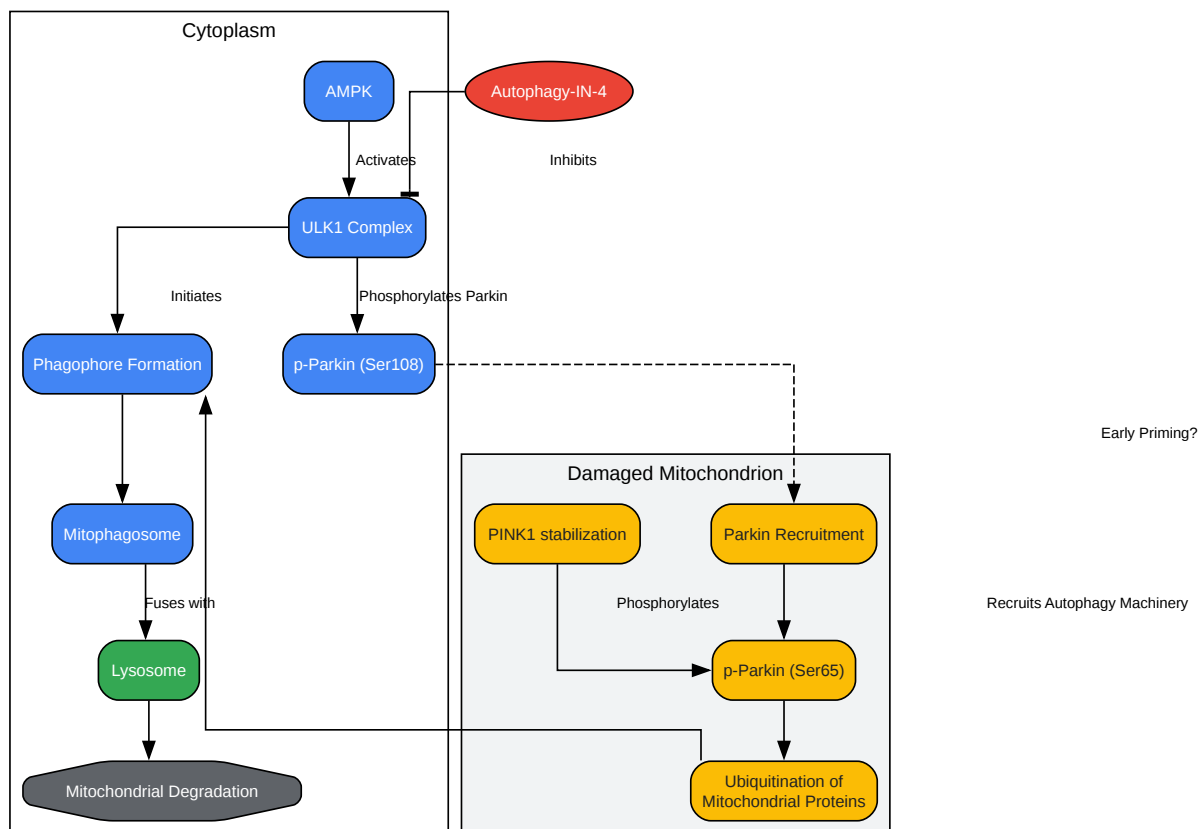 Cytoplasm
AMPK
Autophagy-IN-4
Activates
Inhibits
ULK1 Complex
Initiates
Phosphorylates Parkin
Phagophore Formation
p-Parkin (Ser108)
Early Priming?
Damaged Mitochondrion
Mitophagosome
PINK1 stabilization
Parkin Recruitment
Fuses with
Phosphorylates
Recruits Autophagy Machinery
Lysosome
p-Parkin (Ser65)
Mitochondrial Degradation
Ubiquitination of
Mitochondrial Proteins